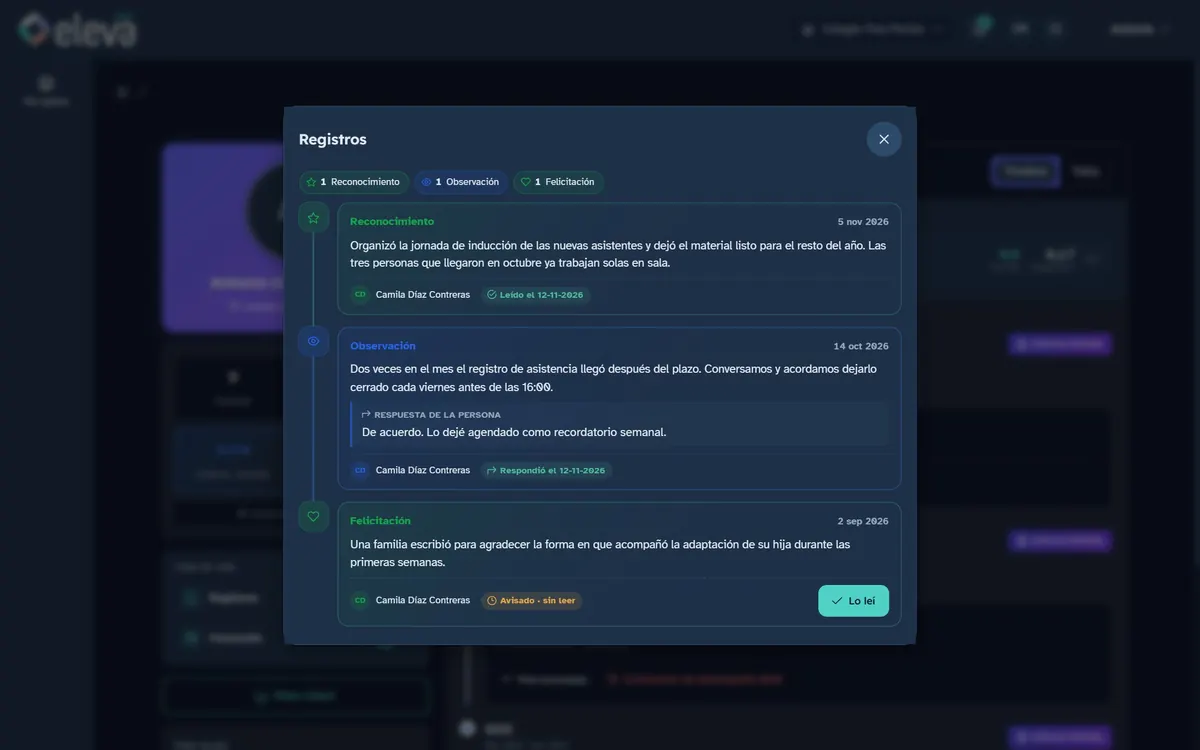 eleva
Registros
1 Reconocimiento
1 Observación
1 Felicitación
Reconocimiento
5 nov 2026
Organizó la jornada de inducción de las nuevas asistentes y dejó el material listo para el resto del año. Las
tres personas que llegaron en octubre ya trabajan solas en sala.
CD
Camila Díaz Contreras
Leído el 12-11-2026
Observación
14 oct 2026
Dos veces en el mes el registro de asistencia llegó después del plazo. Conversamos y acordamos dejarlo
cerrado cada viernes antes de las 16:00.
RESPUESTA DE LA PERSONA
De acuerdo. Lo dejé agendado como recordatorio semanal.
CD
Camila Díaz Contreras
Respondió el 12-11-2026
Felicitación
2 sep 2026
Una familia escribió para agradecer la forma en que acompañó la adaptación de su hija durante las
primeras semanas.
CD
Camila Díaz Contreras
Avisado · sin leer
Lo leí